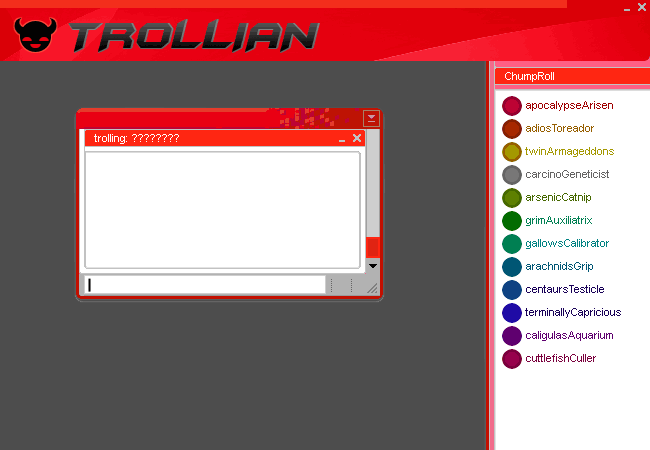 TROLLIAN
ChumpRoll
trolling: ????????
apocalypseArisen
adiosToreador
twinArmageddons
carcinoGeneticist
arsenicCatnip
grimAuxiliatrix
gallowsCalibrator
arachnidsGrip
centaursTesticle
terminallyCapricious
caligulasAquarium
cuttlefishCuller